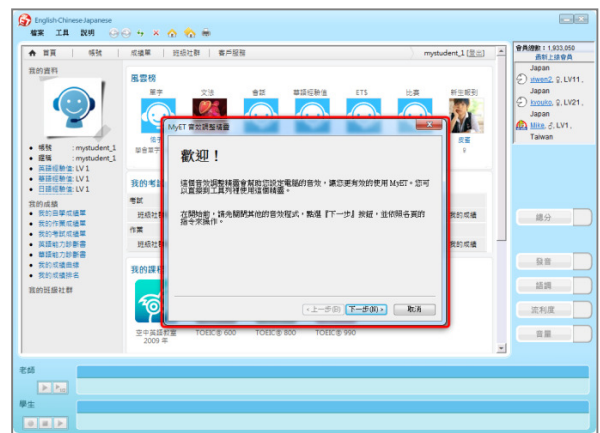 English Chinese Japanese
檔案 工具 說明
首頁 帳號 成績單 班級社群 客戶服務 mystudent_1 [登出]
會員總數：1,933,050
最新上線會員
Japan
riwen2, ♀, LV11,
Japan
kyouko, ♀, LV21,
Japan
Mike, ♂, LV1,
Taiwan
我的資料
帳號 : mystudent_1
暱稱 : mystudent_1
英語經驗值: LV 1
華語經驗值: LV 1
日語經驗值: LV 1
我的成績
我的自學成績單
我的作業成績單
我的考試成績單
英語能力診斷書
華語能力診斷書
我的成績曲線
我的成績排名
我的班級社群
風雲榜
單字 文法 會話 華語經驗值 ETS 比賽 新生報到
MyET 音效調整精靈
歡迎！
這個音效調整精靈會幫助您設定電腦的音效，讓您更有效的使用 MyET。您可
以直接到工具列裡使用這個精靈。
在開始前，請先關閉其他的音效程式，點選『下一步』按鈕，並依照各頁的
指令來操作。
<上一步(B) 下一步(N)> 取消
考試
作業
我的成績
我的成績
空中英語教室
2009 年
TOEIC® 600
TOEIC® 800
TOEIC® 990
總分
發音
語調
流利度
音量
老師
學生